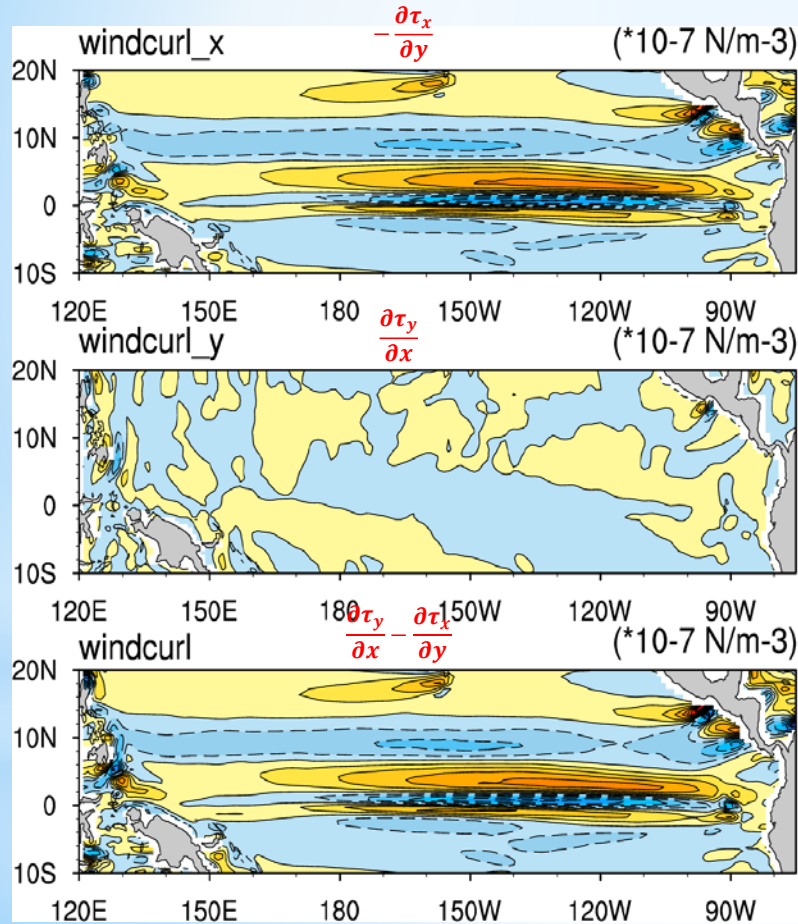 windcurl_x −∂τₓ/∂y (*10-7 N/m-3)
20N
10N
0
10S
120E 150E 180 150W 120W 90W
windcurl_y ∂τᵧ/∂x (*10-7 N/m-3)
20N
10N
0
10S
120E 150E 180 150W 120W 90W
windcurl ∂τᵧ/∂x − ∂τₓ/∂y (*10-7 N/m-3)
20N
10N
0
10S
120E 150E 180 150W 120W 90W